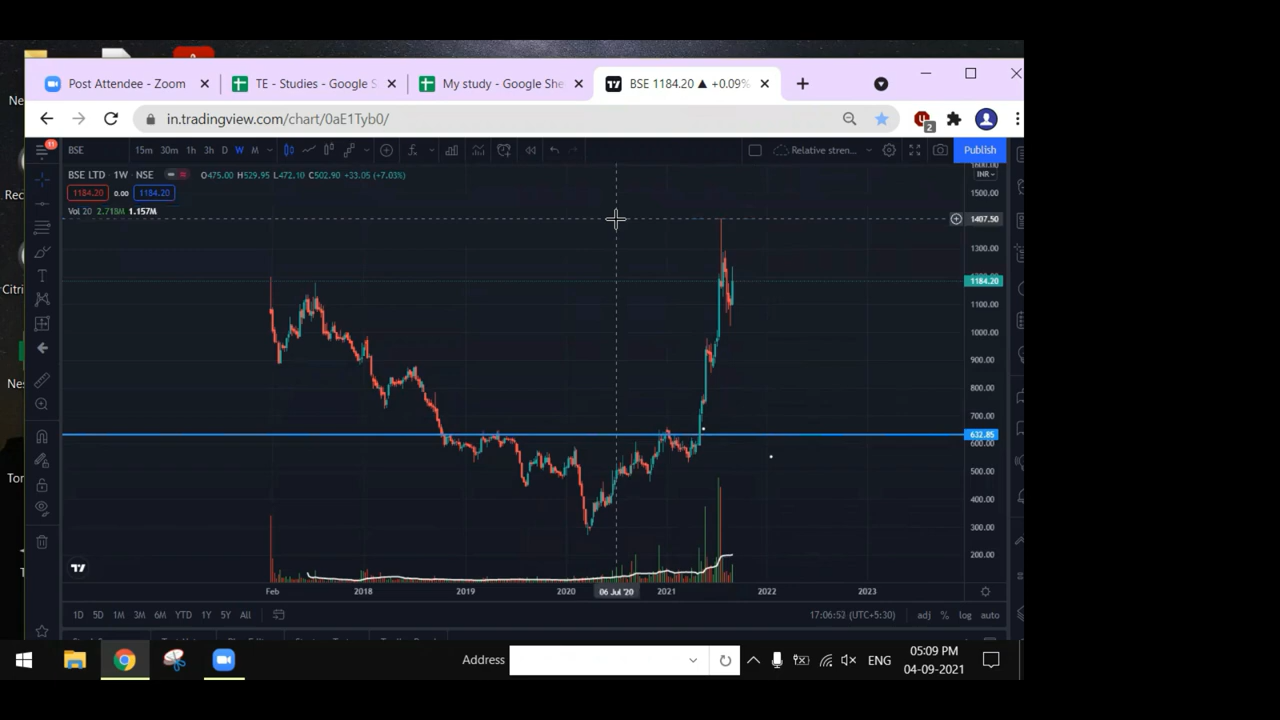 Post Attendee - Zoom
TE - Studies - Google S
My study - Google She
BSE 1184.20 ▲ +0.09%
in.tradingview.com/chart/0aE1Tyb0/
2
11
BSE 15m 30m 1h 3h D W M Relative stren... Publish
BSE LTD 1W NSE O475.00 H529.95 L472.10 C502.90 +33.05 (+7.03%)
1184.20 0.00 1184.20
Vol 20 2.718M 1.157M
INR
1500.00
1407.50
1300.00
1184.20
1100.00
1000.00
900.00
800.00
700.00
632.85
600.00
500.00
400.00
300.00
200.00
Feb 2018 2019 2020 06 Jul '20 2021 2022 2023
1D 5D 1M 3M 6M YTD 1Y 5Y All 17:06:52 (UTC+5:30) adj % log auto
Address
ENG
05:09 PM
04-09-2021